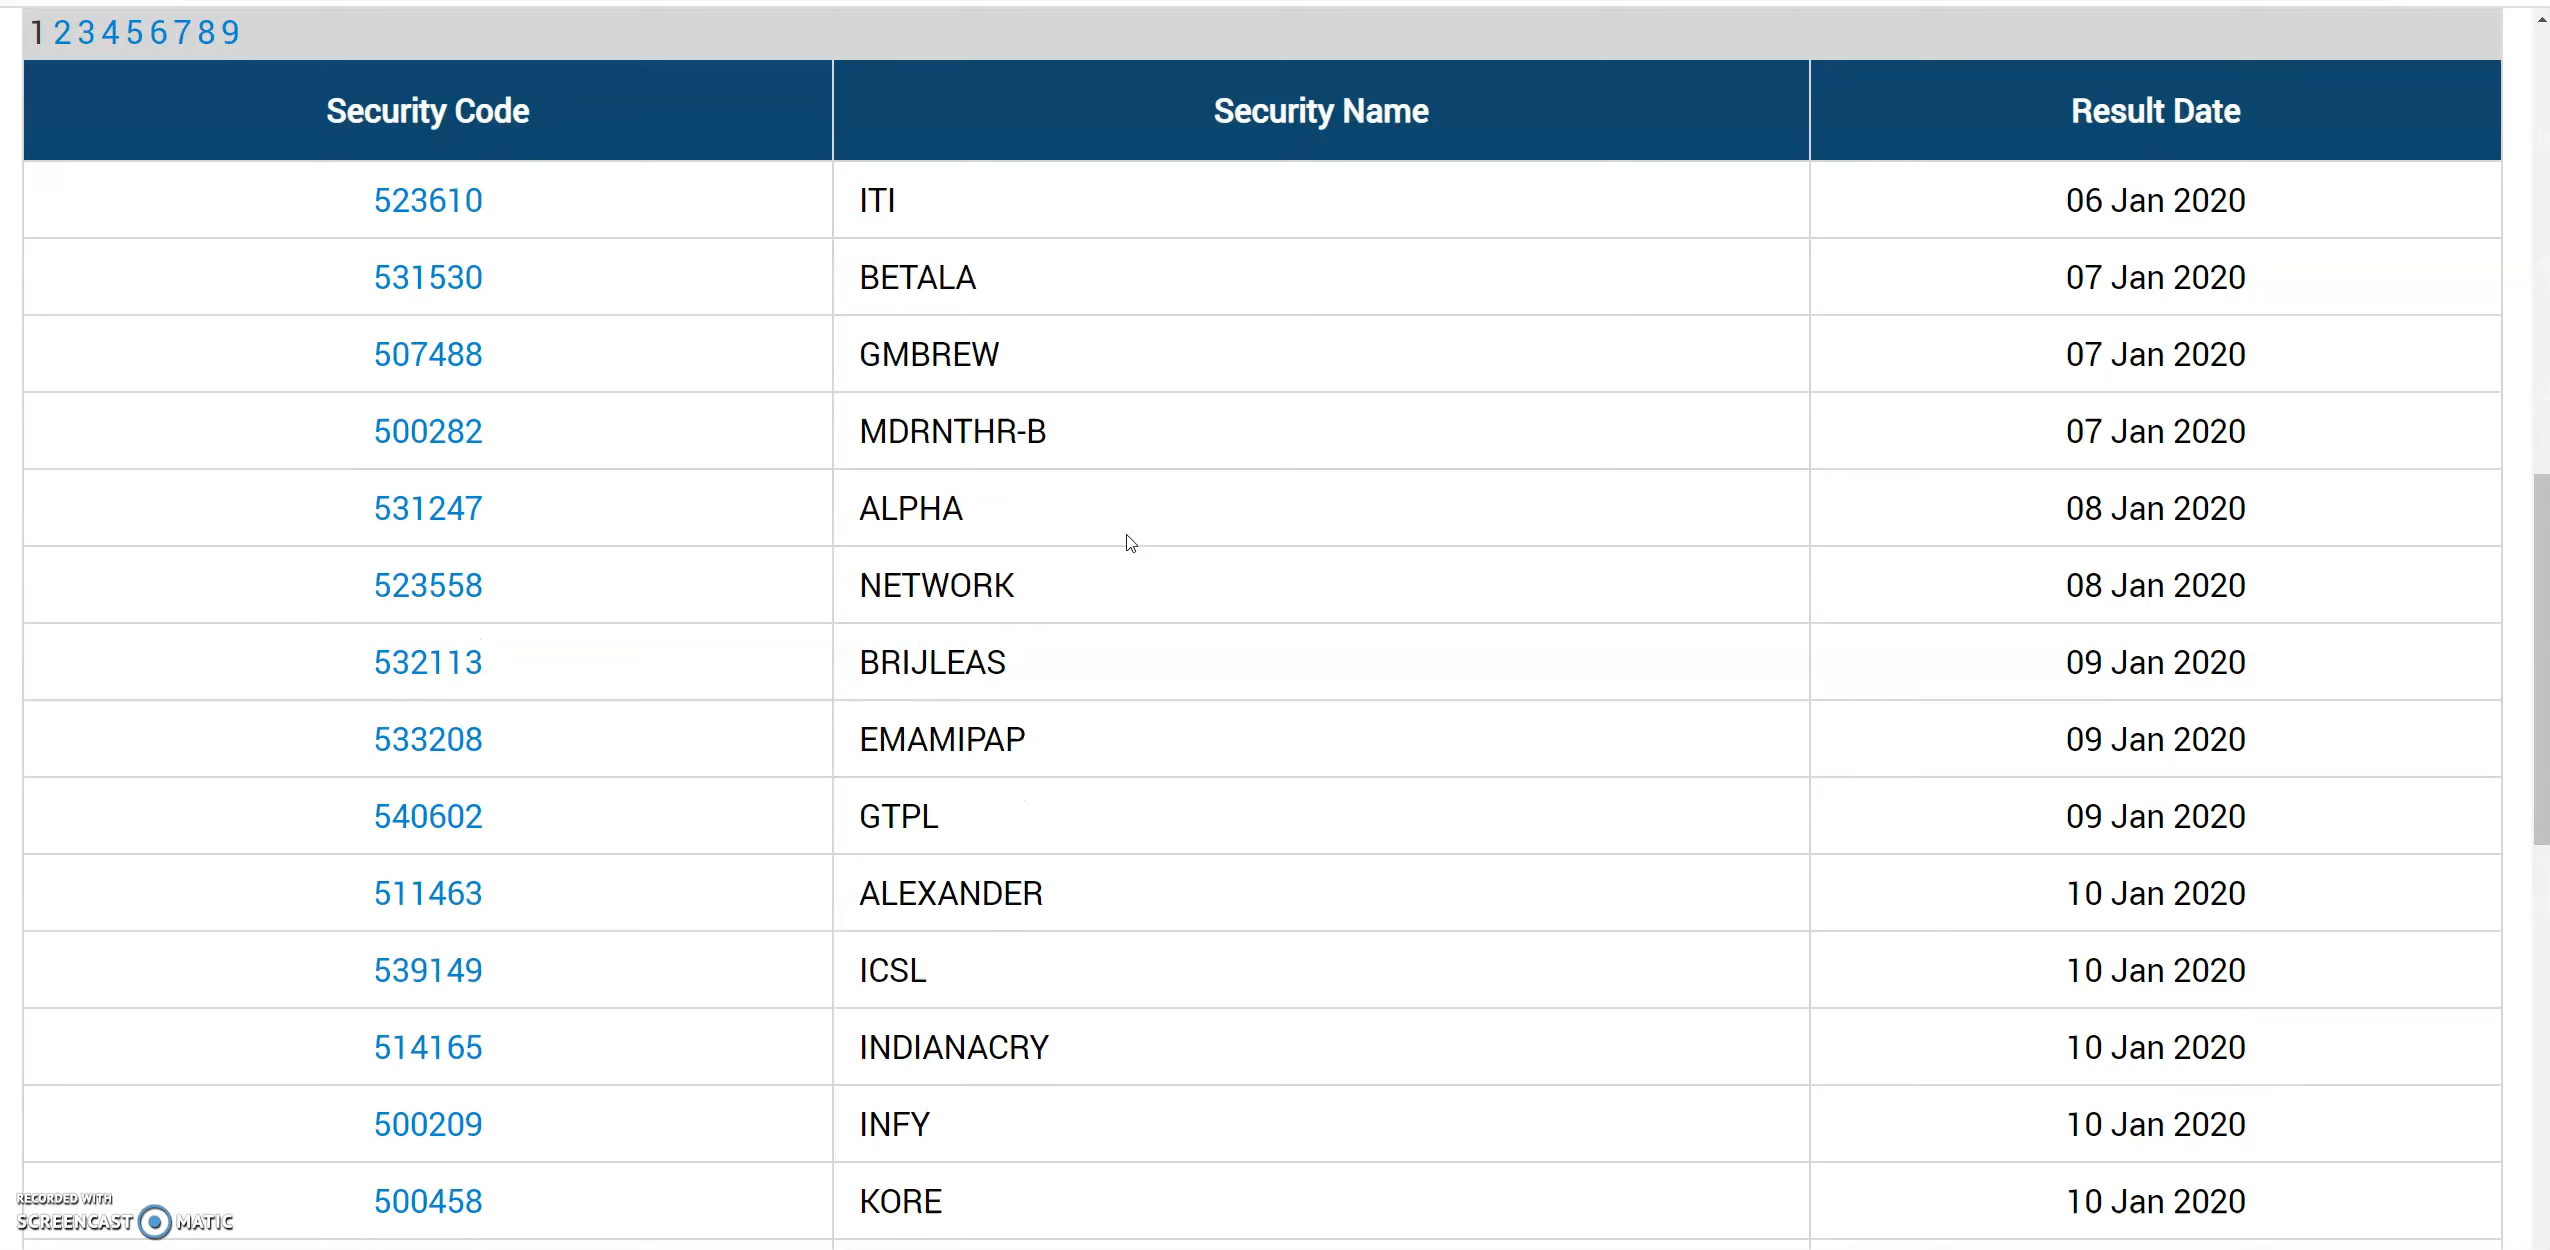 1 2 3 4 5 6 7 8 9
Security Code Security Name Result Date
523610 ITI 06 Jan 2020
531530 BETALA 07 Jan 2020
507488 GMBREW 07 Jan 2020
500282 MDRNTHR-B 07 Jan 2020
531247 ALPHA 08 Jan 2020
523558 NETWORK 08 Jan 2020
532113 BRIJLEAS 09 Jan 2020
533208 EMAMIPAP 09 Jan 2020
540602 GTPL 09 Jan 2020
511463 ALEXANDER 10 Jan 2020
539149 ICSL 10 Jan 2020
514165 INDIANACRY 10 Jan 2020
500209 INFY 10 Jan 2020
500458 KORE 10 Jan 2020
RECORDED WITH
SCREENCAST MATIC